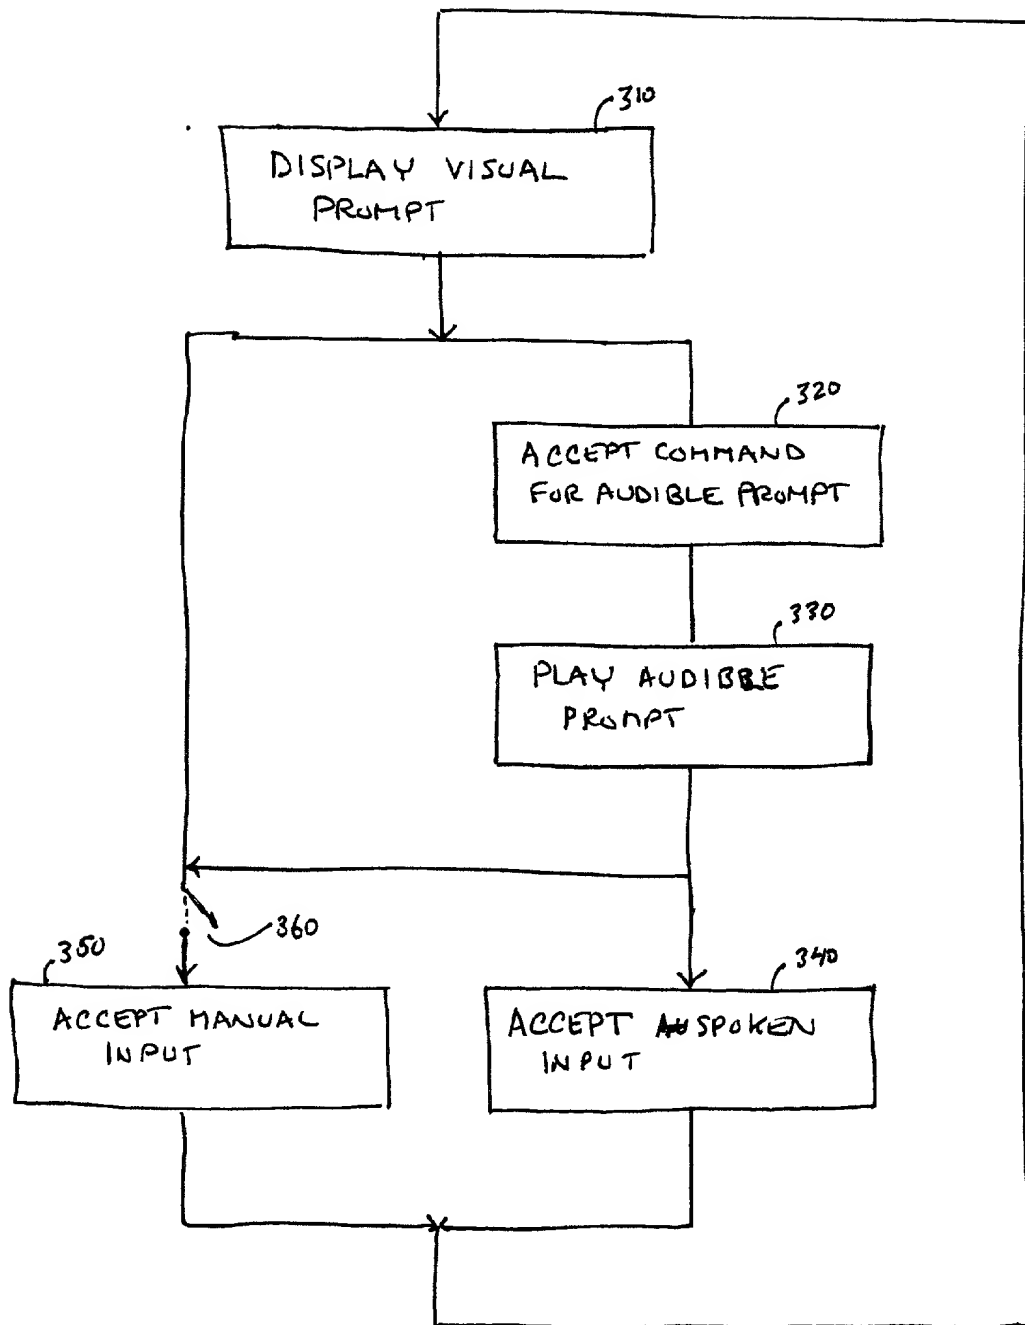 310
DISPLAY VISUAL
PROMPT
320
ACCEPT COMMAND
FOR AUDIBLE PROMPT
330
PLAY AUDIBLE
PROMPT
360
350
ACCEPT MANUAL
INPUT
340
ACCEPT SPOKEN
INPUT